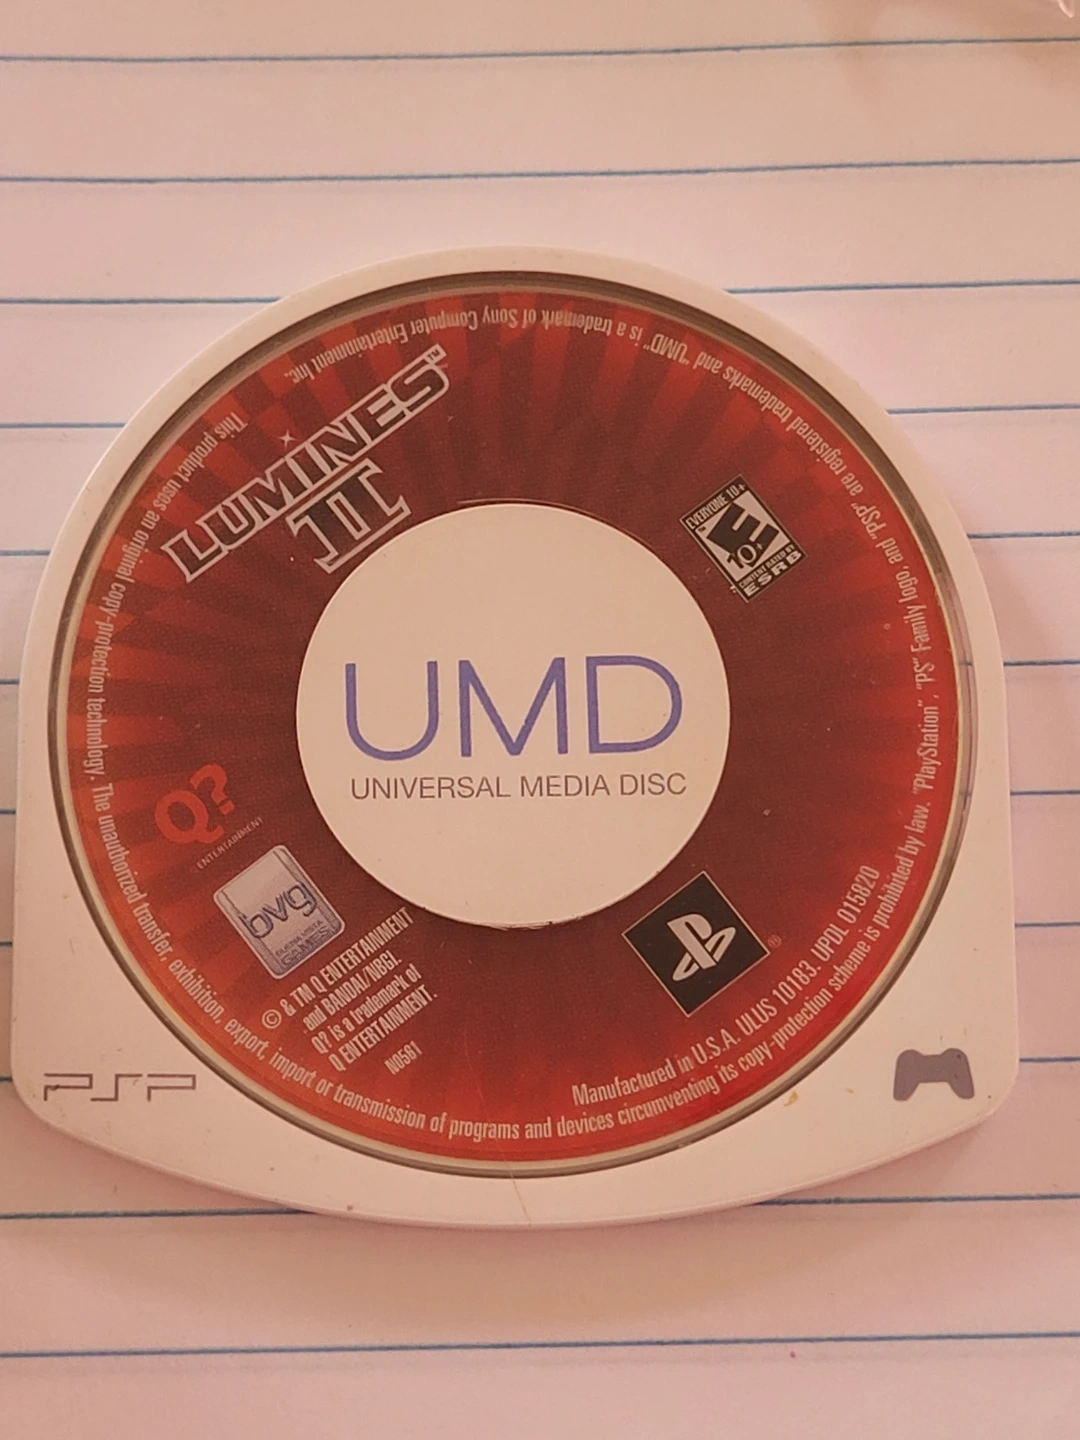 LUMINES™
II
EVERYONE 10+
E
10+
CONTENT RATED BY
ESRB
UMD
UNIVERSAL MEDIA DISC
Q?
ENTERTAINMENT
bvg
BUENA VISTA
GAMES
© & TM Q ENTERTAINMENT
and BANDAI/NBGI.
Q? is a trademark of
Q ENTERTAINMENT.
N0561
®
Manufactured in U.S.A. ULUS 10183. UPDL 015820
This product uses an original copy-protection technology. The unauthorized transfer, exhibition, export, import or transmission of programs and devices circumventing its copy-protection scheme is prohibited by law. "PlayStation", "PS" Family logo, and "PSP" are registered trademarks and "UMD" is a trademark of Sony Computer Entertainment Inc.
PSP